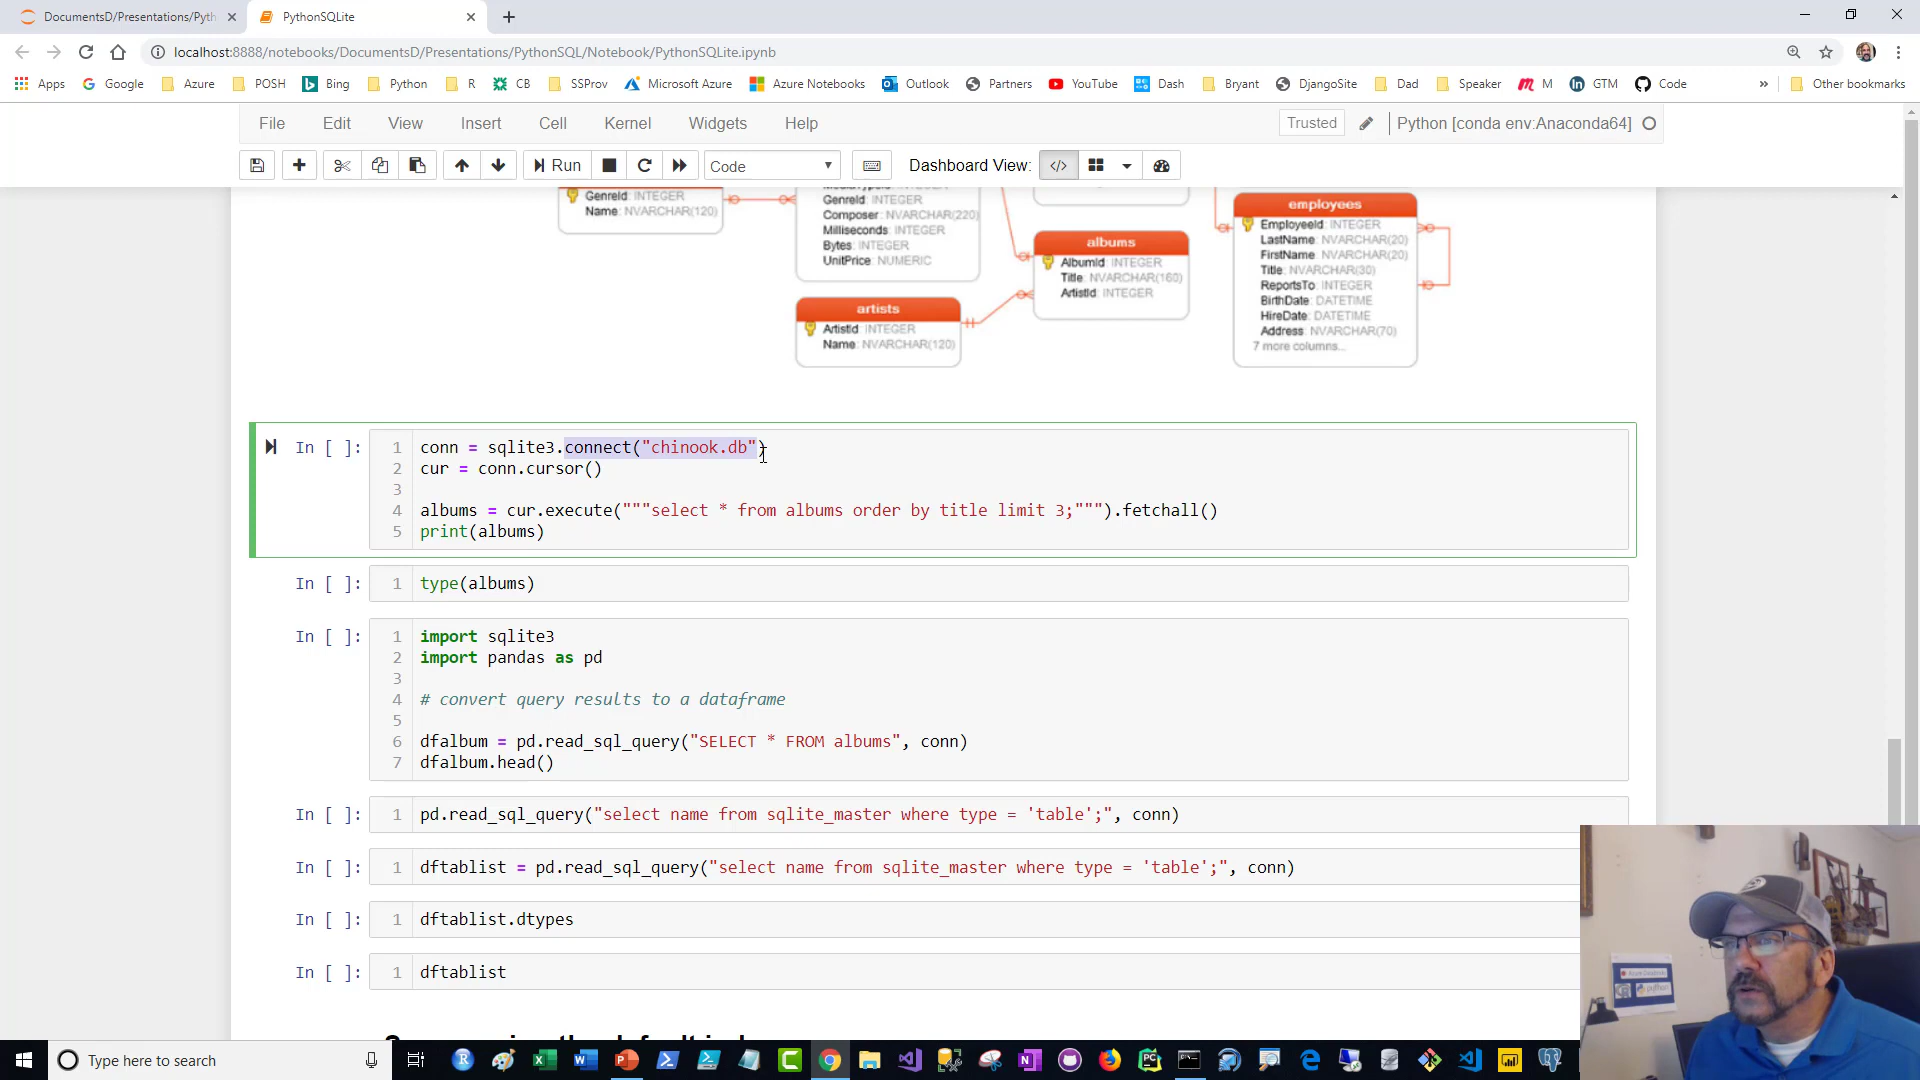 DocumentsD/Presentations/Pyth
PythonSQLite
localhost:8888/notebooks/DocumentsD/Presentations/PythonSQL/Notebook/PythonSQLite.ipynb
Apps Google Azure POSH Bing Python R CB SSProv Microsoft Azure Azure Notebooks Outlook Partners YouTube Dash Bryant DjangoSite Dad Speaker M GTM Code » Other bookmarks
File Edit View Insert Cell Kernel Widgets Help Trusted Python [conda env:Anaconda64]
Run Code Dashboard View:
GenreId: INTEGER
Name: NVARCHAR(120)
GenreId: INTEGER
Composer: NVARCHAR(220)
Milliseconds: INTEGER
Bytes: INTEGER
UnitPrice: NUMERIC
artists
ArtistId: INTEGER
Name: NVARCHAR(120)
albums
AlbumId: INTEGER
Title: NVARCHAR(160)
ArtistId: INTEGER
employees
EmployeeId: INTEGER
LastName: NVARCHAR(20)
FirstName: NVARCHAR(20)
Title: NVARCHAR(30)
ReportsTo: INTEGER
BirthDate: DATETIME
HireDate: DATETIME
Address: NVARCHAR(70)
7 more columns...
In [ ]: 1 conn = sqlite3.connect("chinook.db")
2 cur = conn.cursor()
3
4 albums = cur.execute("""select * from albums order by title limit 3;""").fetchall()
5 print(albums)
In [ ]: 1 type(albums)
In [ ]: 1 import sqlite3
2 import pandas as pd
3
4 # convert query results to a dataframe
5
6 dfalbum = pd.read_sql_query("SELECT * FROM albums", conn)
7 dfalbum.head()
In [ ]: 1 pd.read_sql_query("select name from sqlite_master where type = 'table';", conn)
In [ ]: 1 dftablist = pd.read_sql_query("select name from sqlite_master where type = 'table';", conn)
In [ ]: 1 dftablist.dtypes
In [ ]: 1 dftablist
Type here to search